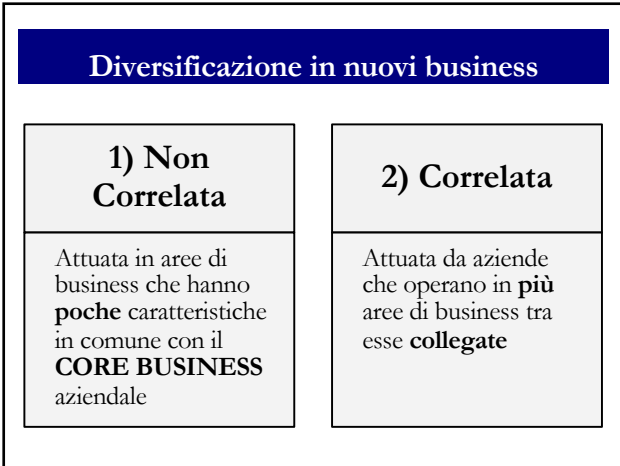 Diversificazione in nuovi business
1) Non
Correlata
Attuata in aree di
business che hanno
poche caratteristiche
in comune con il
CORE BUSINESS
aziendale
2) Correlata
Attuata da aziende
che operano in più
aree di business tra
esse collegate